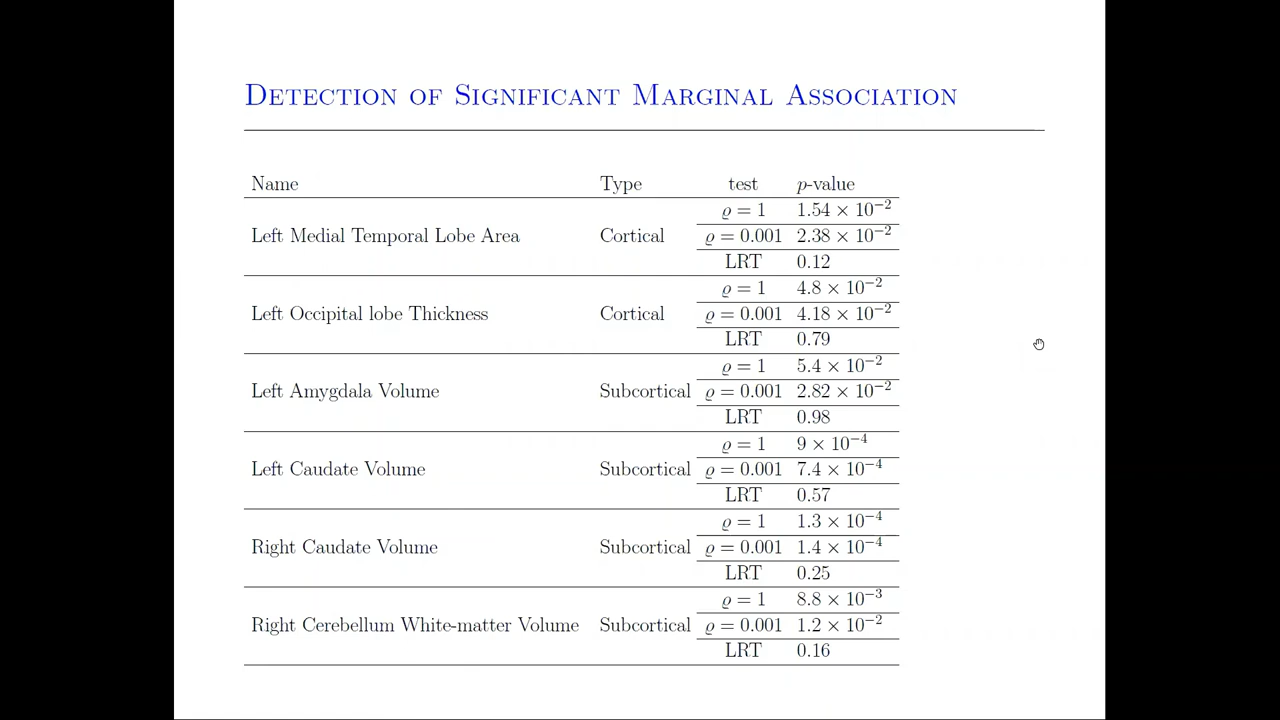 Detection of Significant Marginal Association
Name Type test p-value
ϱ = 1 1.54 × 10⁻²
Left Medial Temporal Lobe Area Cortical ϱ = 0.001 2.38 × 10⁻²
LRT 0.12
ϱ = 1 4.8 × 10⁻²
Left Occipital lobe Thickness Cortical ϱ = 0.001 4.18 × 10⁻²
LRT 0.79
ϱ = 1 5.4 × 10⁻²
Left Amygdala Volume Subcortical ϱ = 0.001 2.82 × 10⁻²
LRT 0.98
ϱ = 1 9 × 10⁻⁴
Left Caudate Volume Subcortical ϱ = 0.001 7.4 × 10⁻⁴
LRT 0.57
ϱ = 1 1.3 × 10⁻⁴
Right Caudate Volume Subcortical ϱ = 0.001 1.4 × 10⁻⁴
LRT 0.25
ϱ = 1 8.8 × 10⁻³
Right Cerebellum White-matter Volume Subcortical ϱ = 0.001 1.2 × 10⁻²
LRT 0.16